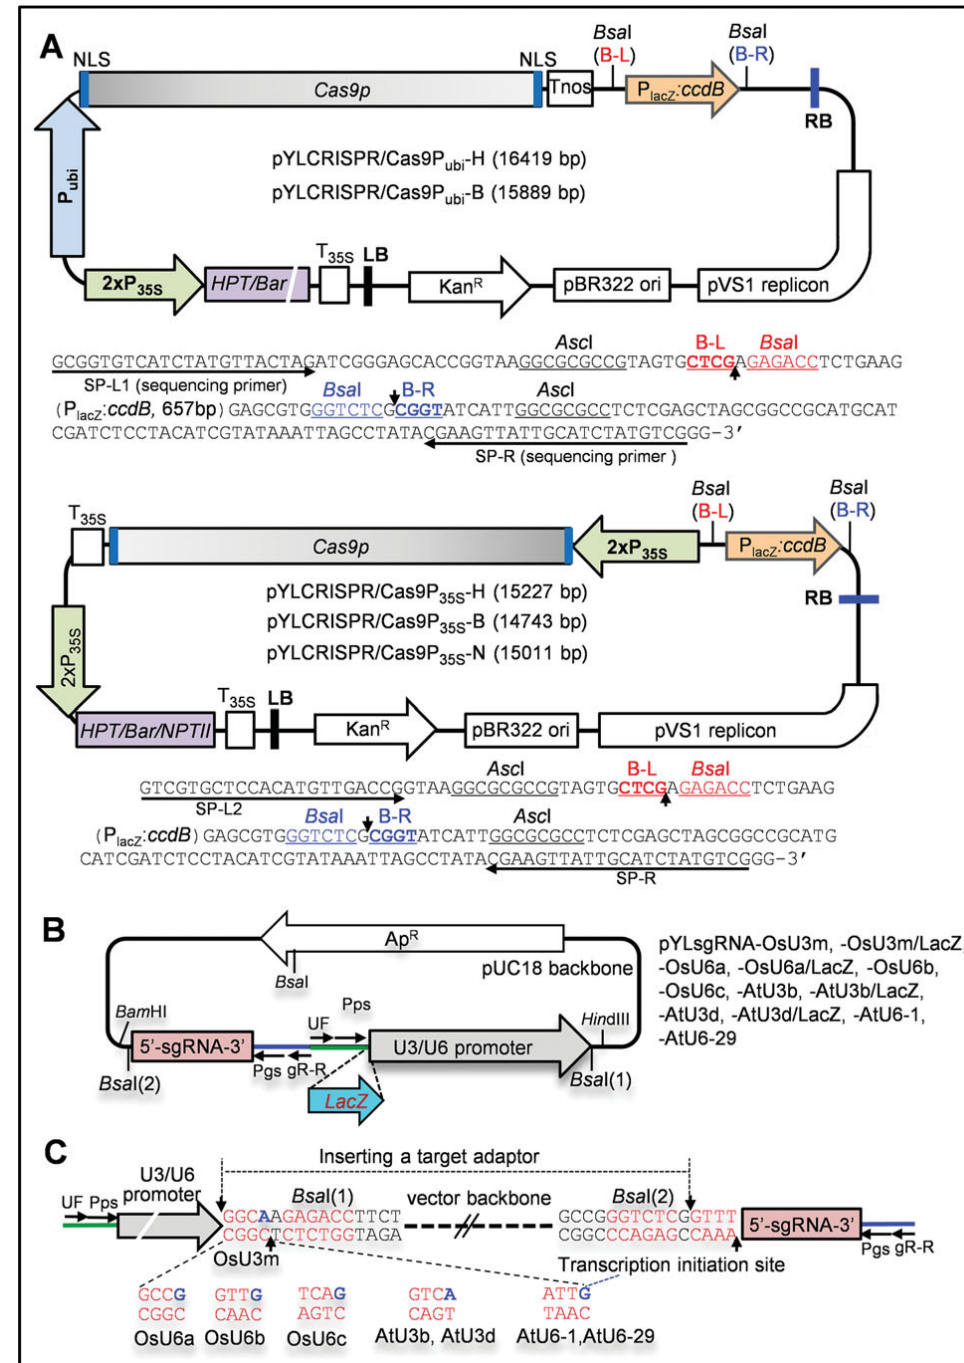 A
BsaI
(B-L)
BsaI
(B-R)
NLS
Cas9p
NLS
Tnos
PlacZ:ccdB
RB
Pubi
pYLCRISPR/Cas9Pubi-H (16419 bp)
pYLCRISPR/Cas9Pubi-B (15889 bp)
2xP35S
HPT/Bar
T35S
LB
KanR
pBR322 ori
pVS1 replicon
AscI
B-L
BsaI
GCGGTGTCATCTATGTTACTAGATCGGGAGCACCGGTAAGGCGCGCCGTAGTGCTCGAGAGACCTCTGAAG
SP-L1 (sequencing primer)
BsaI
B-R
AscI
(PlacZ:ccdB, 657bp) GAGCGTGGGTCTCGCGGTATCATTGGCGCGCCTCTCGAGCTAGCGGCCGCATGCAT
CGATCTCCTACATCGTATAAATTAGCCTATACGAAGTTATTGCATCTATGTCGGG-3′
SP-R (sequencing primer )
T35S
Cas9p
2xP35S
BsaI
(B-L)
BsaI
(B-R)
PlacZ:ccdB
RB
2xP35S
pYLCRISPR/Cas9P35S-H (15227 bp)
pYLCRISPR/Cas9P35S-B (14743 bp)
pYLCRISPR/Cas9P35S-N (15011 bp)
HPT/Bar/NPTII
T35S
LB
KanR
pBR322 ori
pVS1 replicon
AscI
B-L
BsaI
GTCGTGCTCCACATGTTGACCGGTAAGGCGCGCCGTAGTGCTCGAGAGACCTCTGAAG
SP-L2
BsaI
B-R
AscI
(PlacZ:ccdB) GAGCGTGGGTCTCGCGGTATCATTGGCGCGCCTCTCGAGCTAGCGGCCGCATG
CATCGATCTCCTACATCGTATAAATTAGCCTATACGAAGTTATTGCATCTATGTCGGG-3′
SP-R
B
ApR
BsaI
pUC18 backbone
BamHI
5'-sgRNA-3'
BsaI(2)
Pgs
gR-R
UF
Pps
U3/U6 promoter
HindIII
BsaI(1)
LacZ
pYLsgRNA-OsU3m, -OsU3m/LacZ,
-OsU6a, -OsU6a/LacZ, -OsU6b,
-OsU6c, -AtU3b, -AtU3b/LacZ,
-AtU3d, -AtU3d/LacZ, -AtU6-1,
-AtU6-29
C
Inserting a target adaptor
UF
Pps
U3/U6
promoter
BsaI(1)
vector backbone
BsaI(2)
GGCAAGAGACCTTCT
CGGCTCTCTGGTAGA
GCCGGGTCTCGGTTT
CGGCCCAGAGCCAAA
5'-sgRNA-3'
Pgs
gR-R
OsU3m
Transcription initiation site
GCCG
CGGC
OsU6a
GTTG
CAAC
OsU6b
TCAG
AGTC
OsU6c
GTCA
CAGT
AtU3b, AtU3d
ATTG
TAAC
AtU6-1,AtU6-29